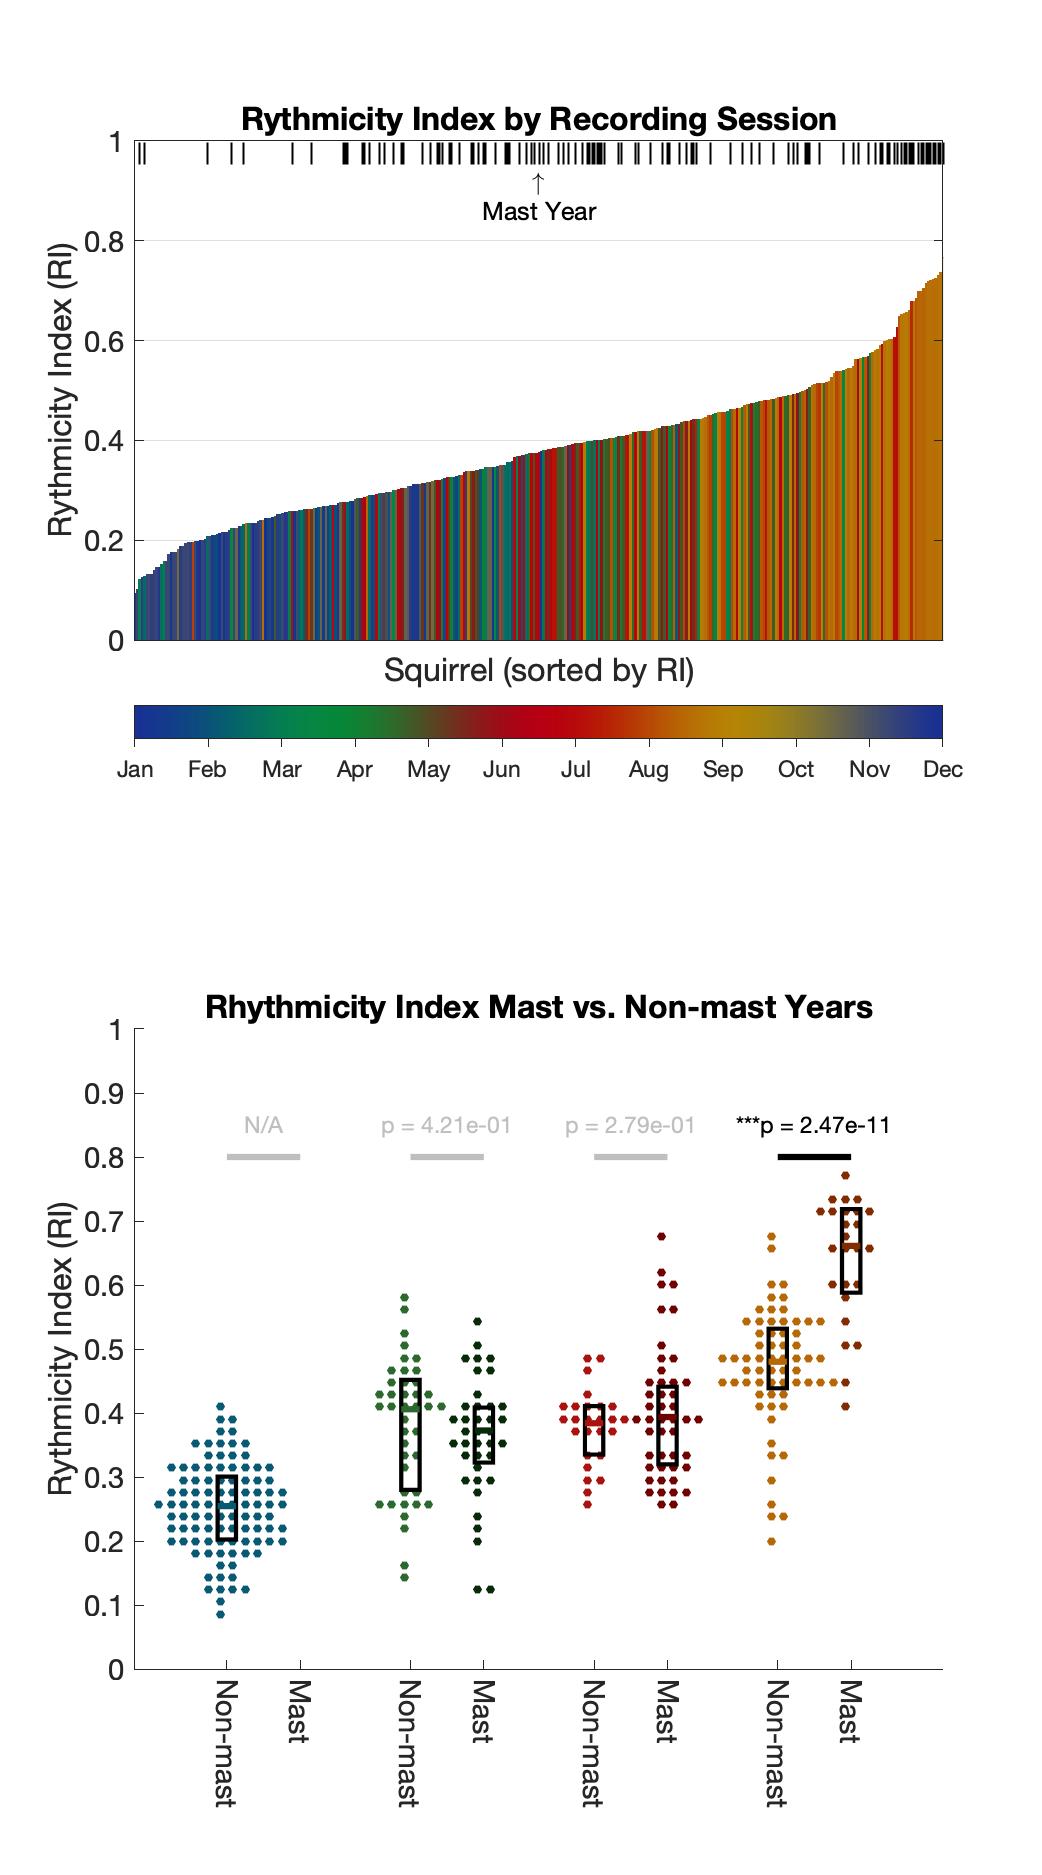 Rythmicity Index by Recording Session
1
0.8
0.6
0.4
0.2
0
Rythmicity Index (RI)
↑
Mast Year
Squirrel (sorted by RI)
Jan Feb Mar Apr May Jun Jul Aug Sep Oct Nov Dec
Rhythmicity Index Mast vs. Non-mast Years
1
0.9
0.8
0.7
0.6
0.5
0.4
0.3
0.2
0.1
0
Rythmicity Index (RI)
N/A
p = 4.21e-01
p = 2.79e-01
***p = 2.47e-11
Non-mast
Mast
Non-mast
Mast
Non-mast
Mast
Non-mast
Mast